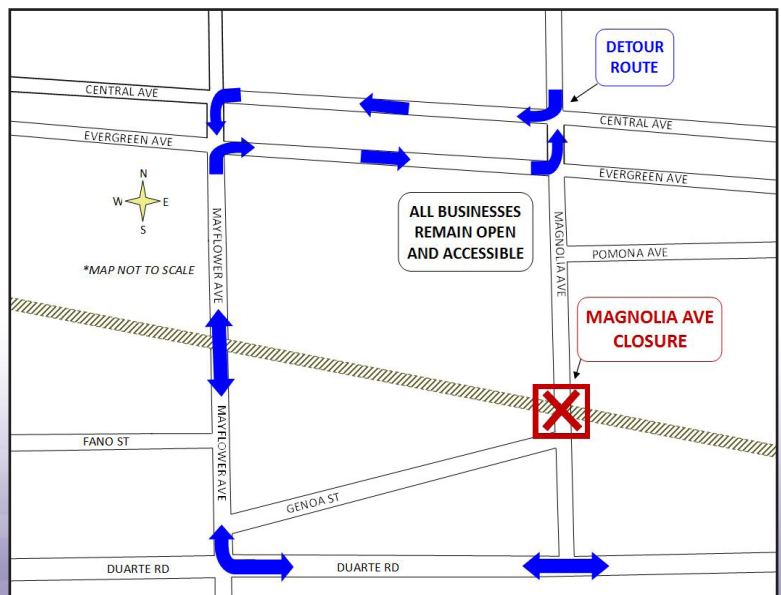 DETOUR
ROUTE
CENTRAL AVE
CENTRAL AVE
EVERGREEN AVE
EVERGREEN AVE
N
W E
S
MAYFLOWER AVE
ALL BUSINESSES
REMAIN OPEN
AND ACCESSIBLE
MAGNOLIA AVE
POMONA AVE
*MAP NOT TO SCALE
MAGNOLIA AVE
CLOSURE
MAYFLOWER AVE
FANO ST
GENOA ST
DUARTE RD
DUARTE RD